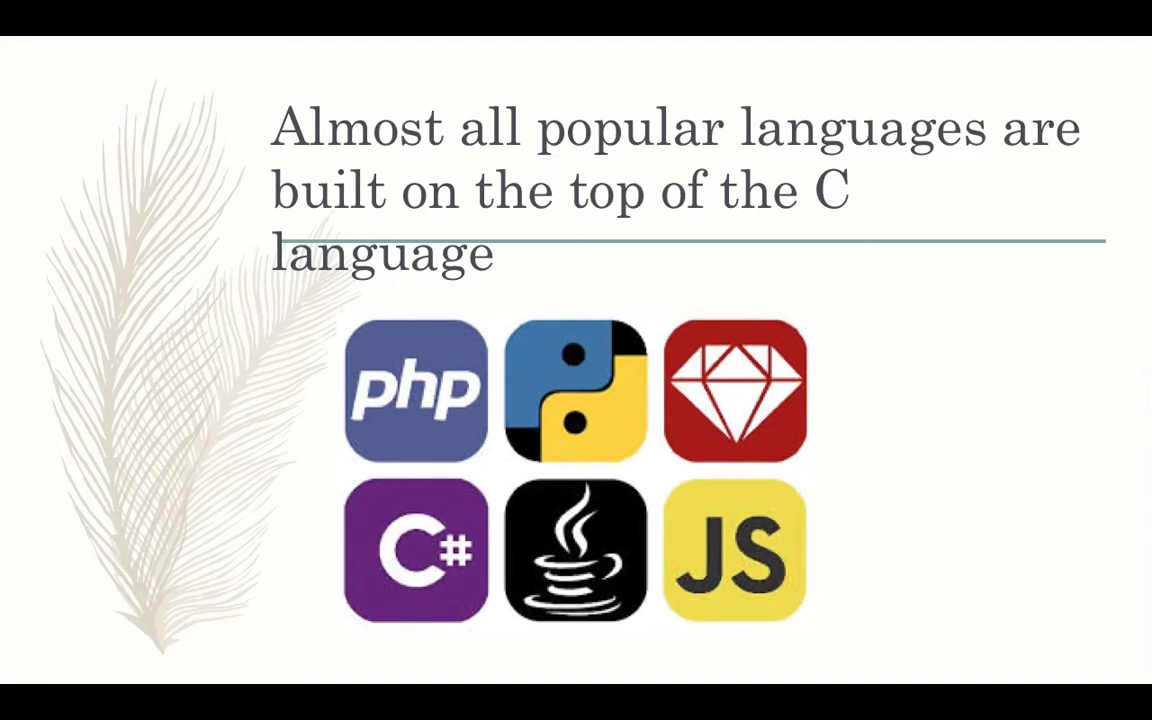 Almost all popular languages are
built on the top of the C
language
php
C#
JS